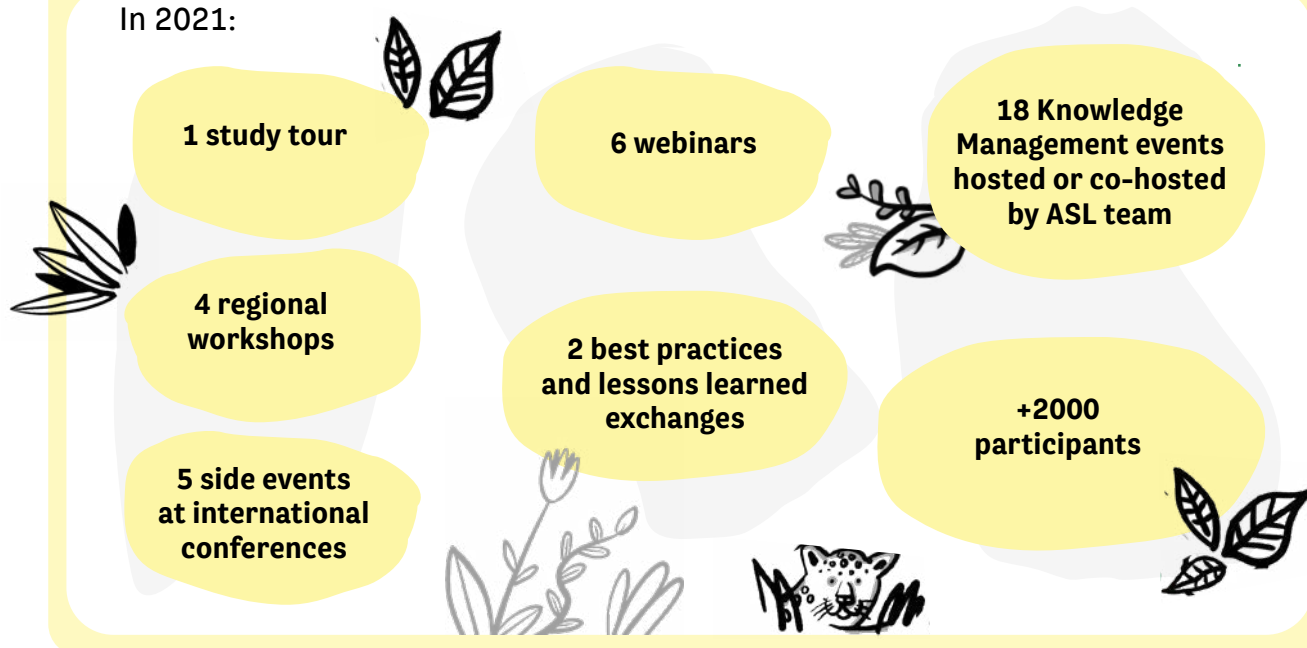 In 2021:
1 study tour
4 regional
workshops
5 side events
at international
conferences
6 webinars
2 best practices
and lessons learned
exchanges
18 Knowledge
Management events
hosted or co-hosted
by ASL team
+2000
participants